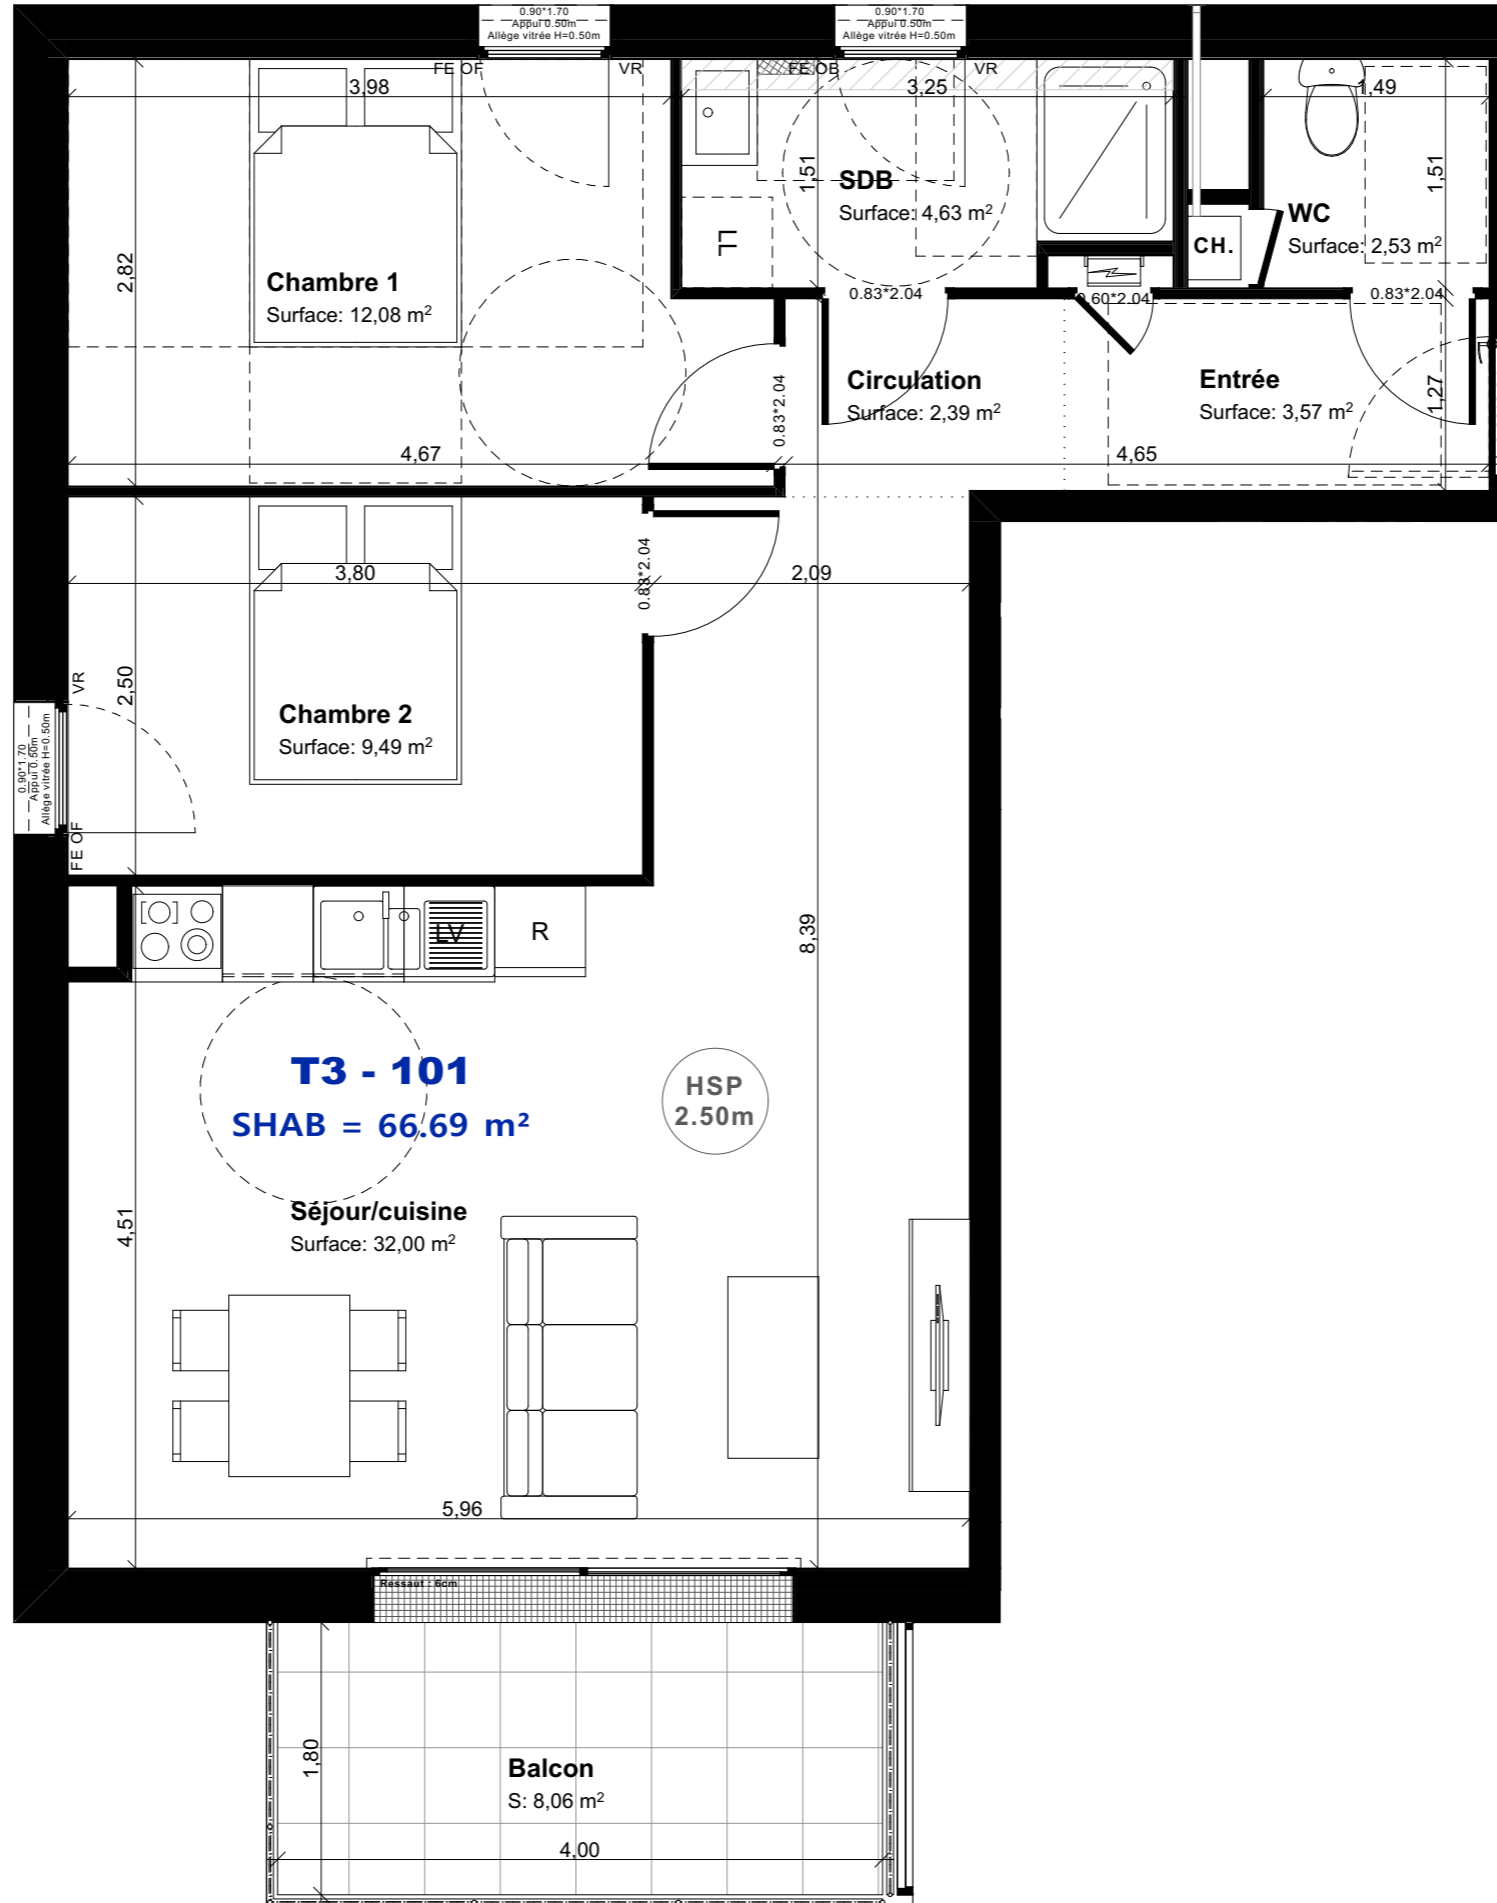 0.90*1.70
Appui 0.50m
Allège vitrée H=0.50m
0.90*1.70
Appui 0.50m
Allège vitrée H=0.50m
FE OF
VR
FE OB
VR
3,98
3,25
1,49
1,51
SDB
Surface: 4,63 m²
1,51
WC
Surface: 2,53 m²
CH.
LL
2,82
Chambre 1
Surface: 12,08 m²
0.83*2.04
0.60*2.04
0.83*2.04
Circulation
Surface: 2,39 m²
Entrée
Surface: 3,57 m²
1,27
0.83*2.04
4,67
4,65
3,80
0.83*2.04
2,09
2,50
VR
Chambre 2
Surface: 9,49 m²
0.90*1.70
Appui 0.50m
Allège vitrée H=0.50m
FE OF
LV
R
8,39
T3 - 101
SHAB = 66.69 m²
HSP
2.50m
Séjour/cuisine
Surface: 32,00 m²
4,51
5,96
Ressaut : 6cm
1,80
Balcon
S: 8,06 m²
4,00